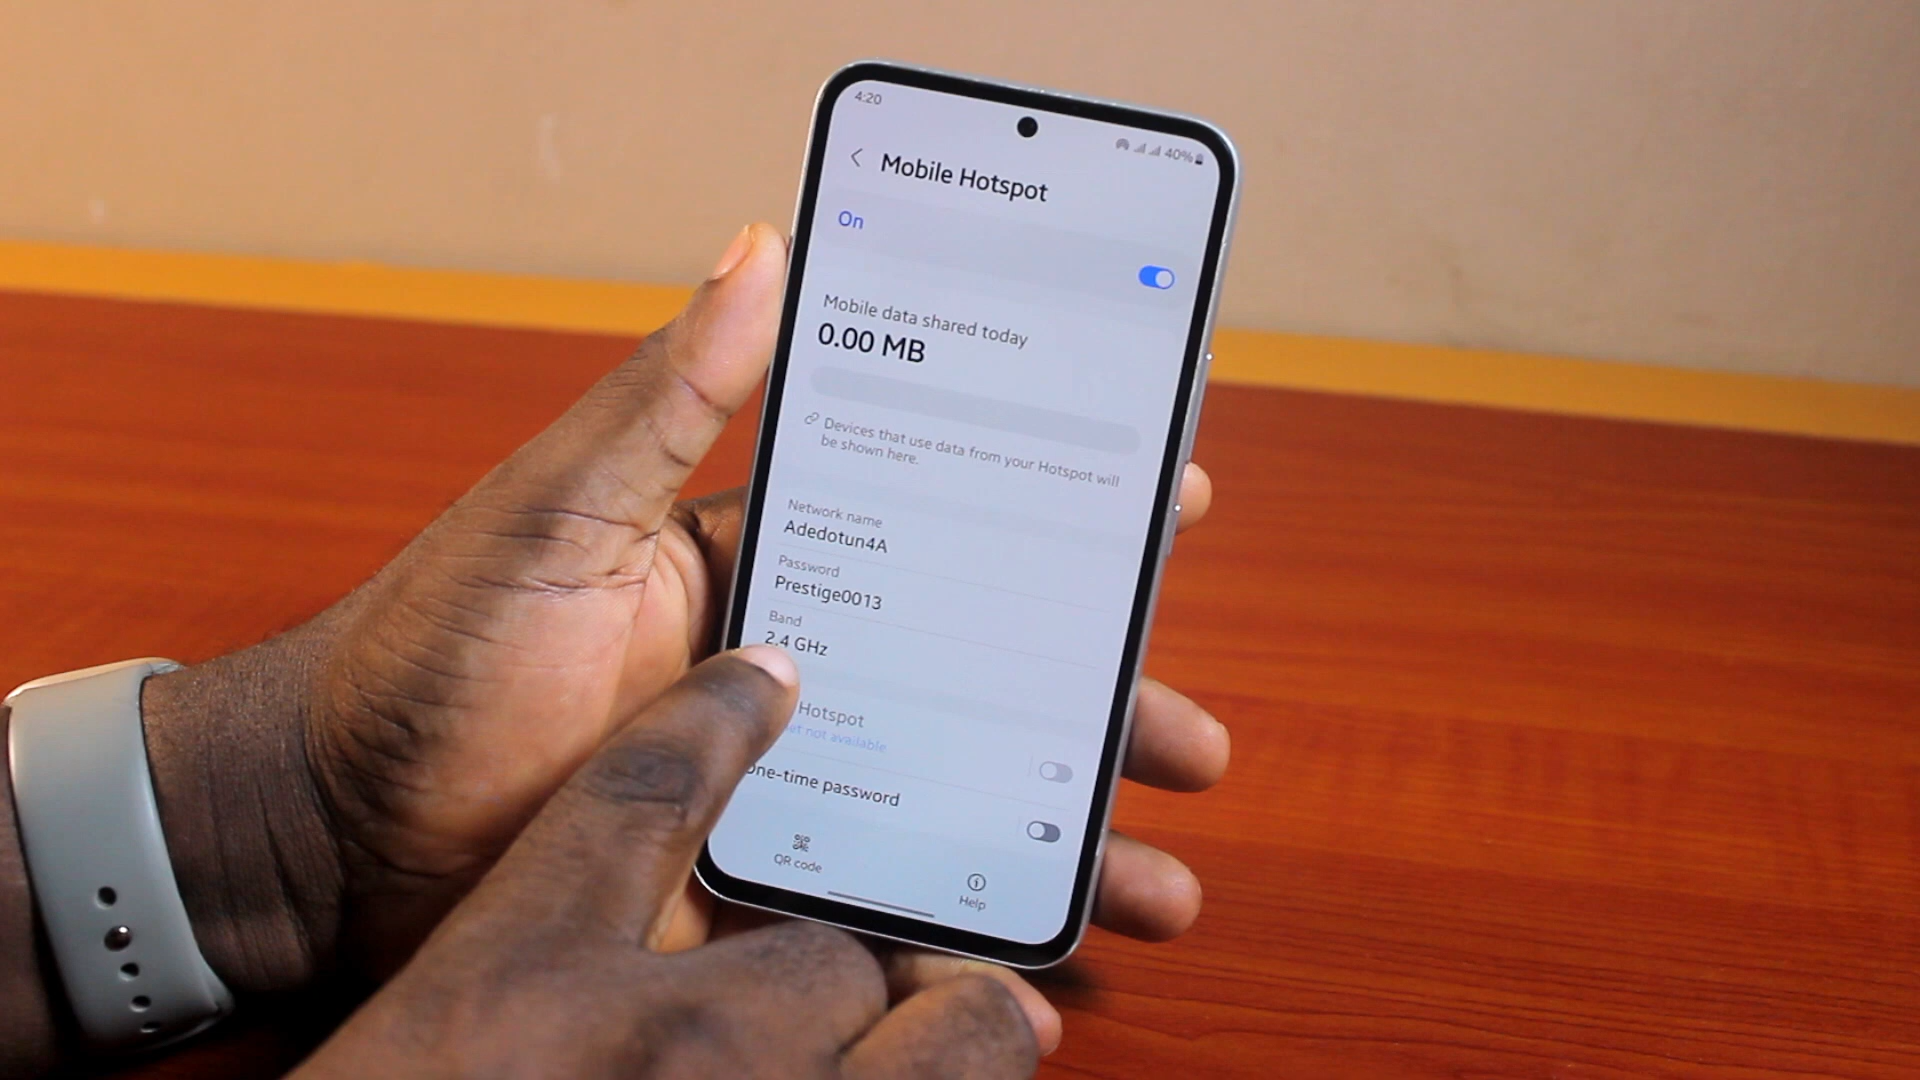 4:20
40%
Mobile Hotspot
On
Mobile data shared today
0.00 MB
Devices that use data from your Hotspot will
be shown here.
Network name
Adedotun4A
Password
Prestige0013
Band
2.4 GHz
Hotspot
not available
One-time password
QR code
Help